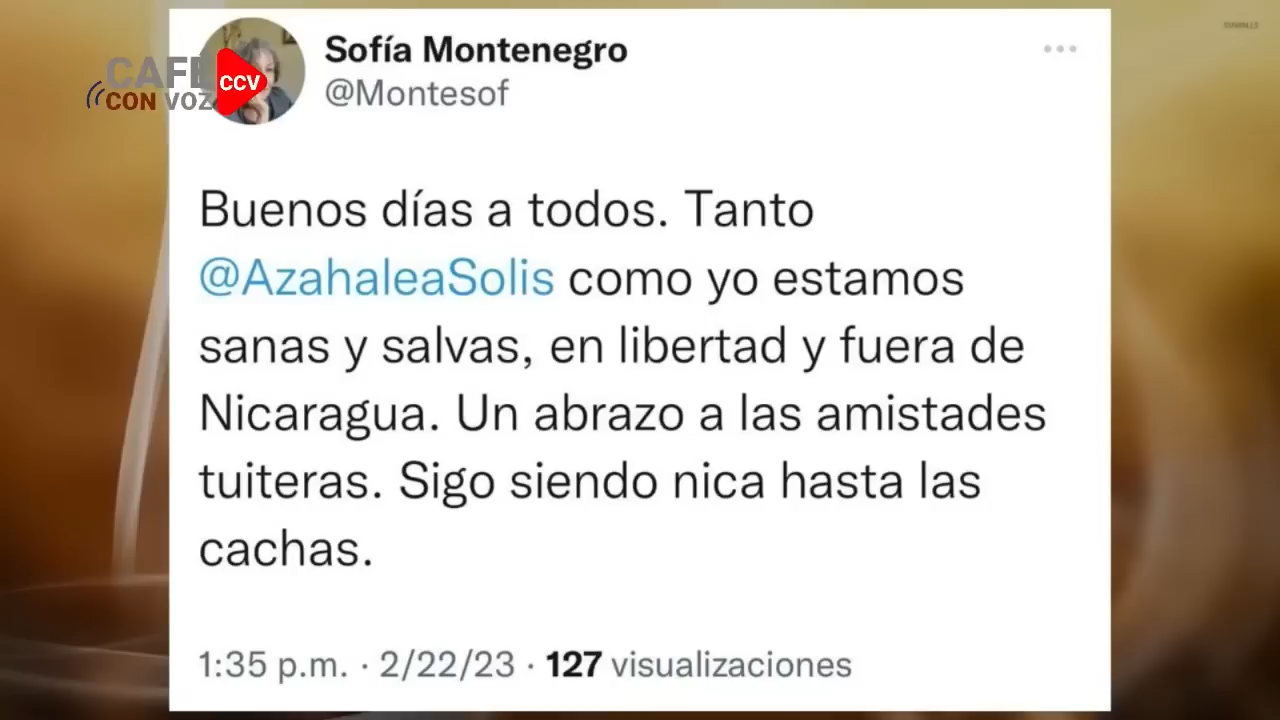 CAFE
CON VOZ
CCV
Sofía Montenegro
@Montesof
Buenos días a todos. Tanto
@AzahaleaSolis como yo estamos
sanas y salvas, en libertad y fuera de
Nicaragua. Un abrazo a las amistades
tuiteras. Sigo siendo nica hasta las
cachas.
1:35 p.m. · 2/22/23 · 127 visualizaciones